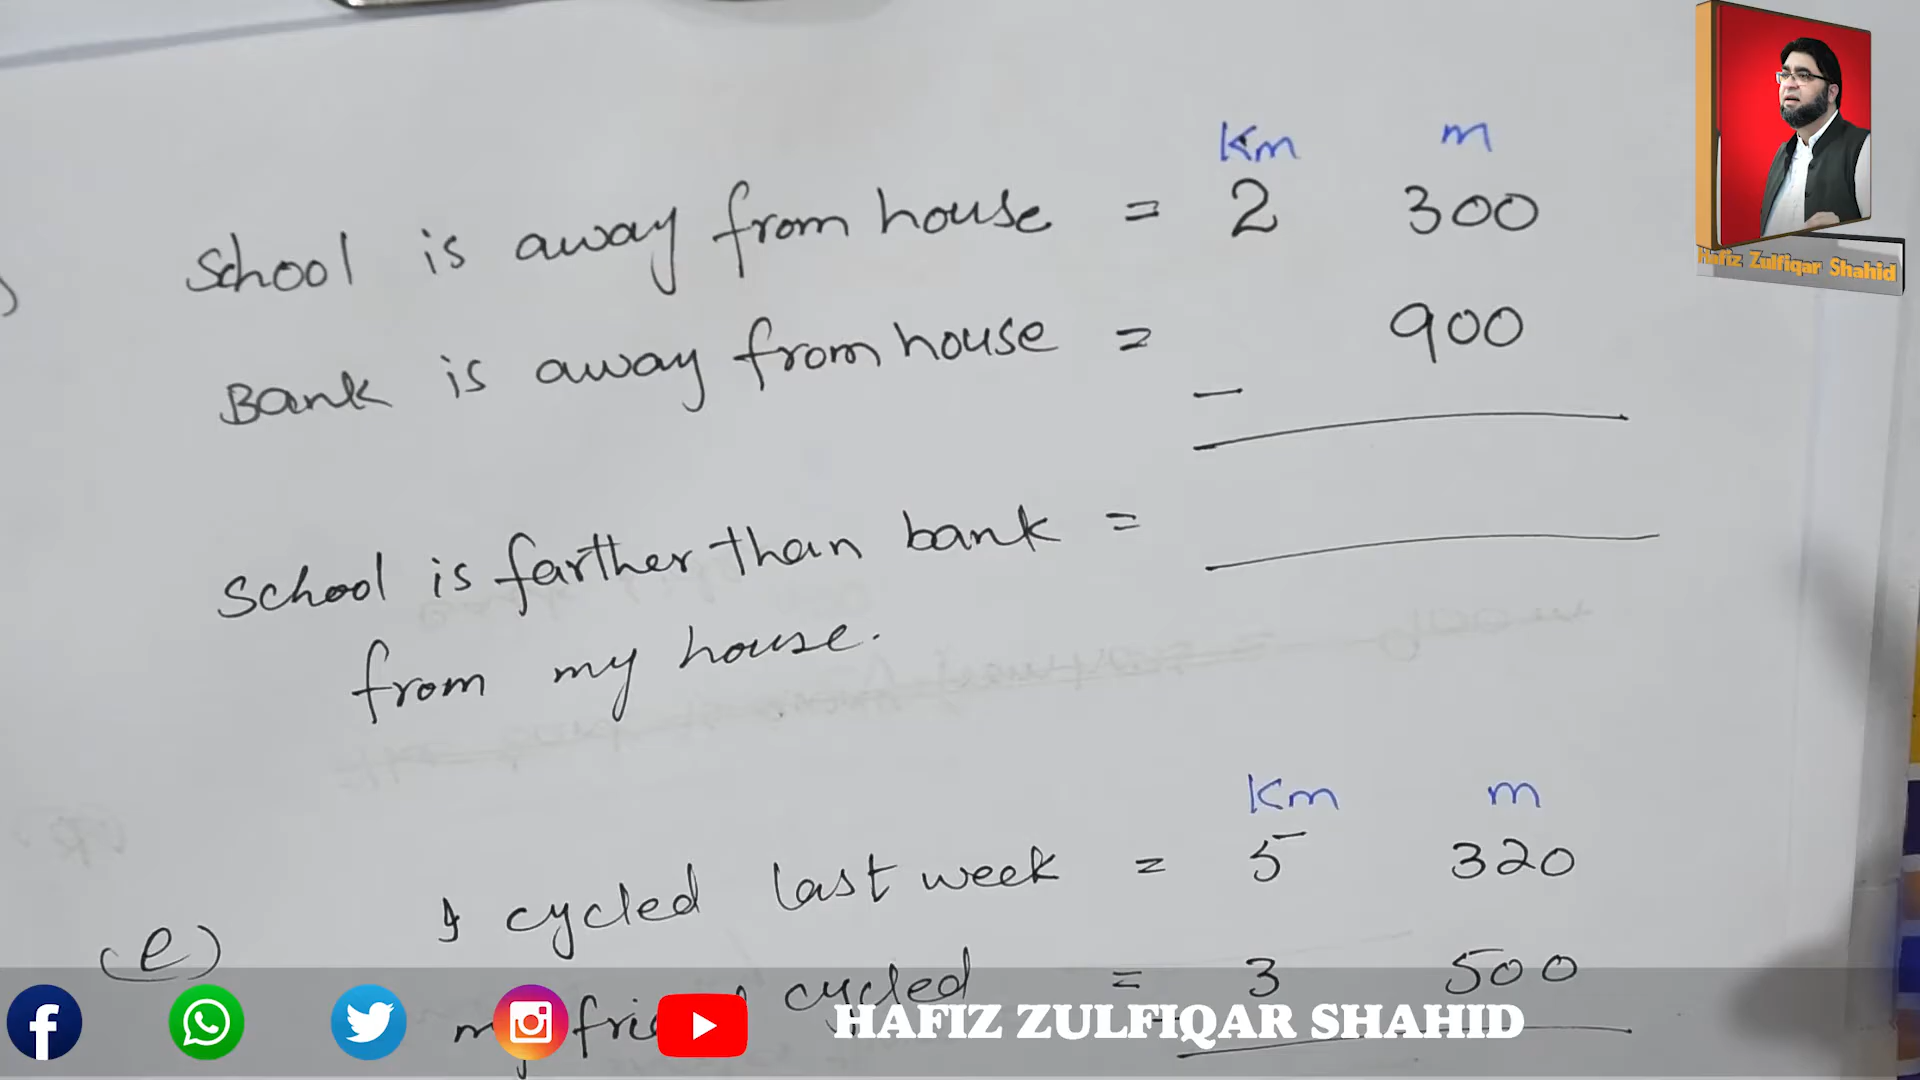 Km m
School is away from house = 2 300
Bank is away from house = 900
–
School is farther than bank =
from my house.
Km m
(e) I cycled last week = 5 320
cycled = 3 500
Hafiz Zulfiqar Shahid
HAFIZ ZULFIQAR SHAHID